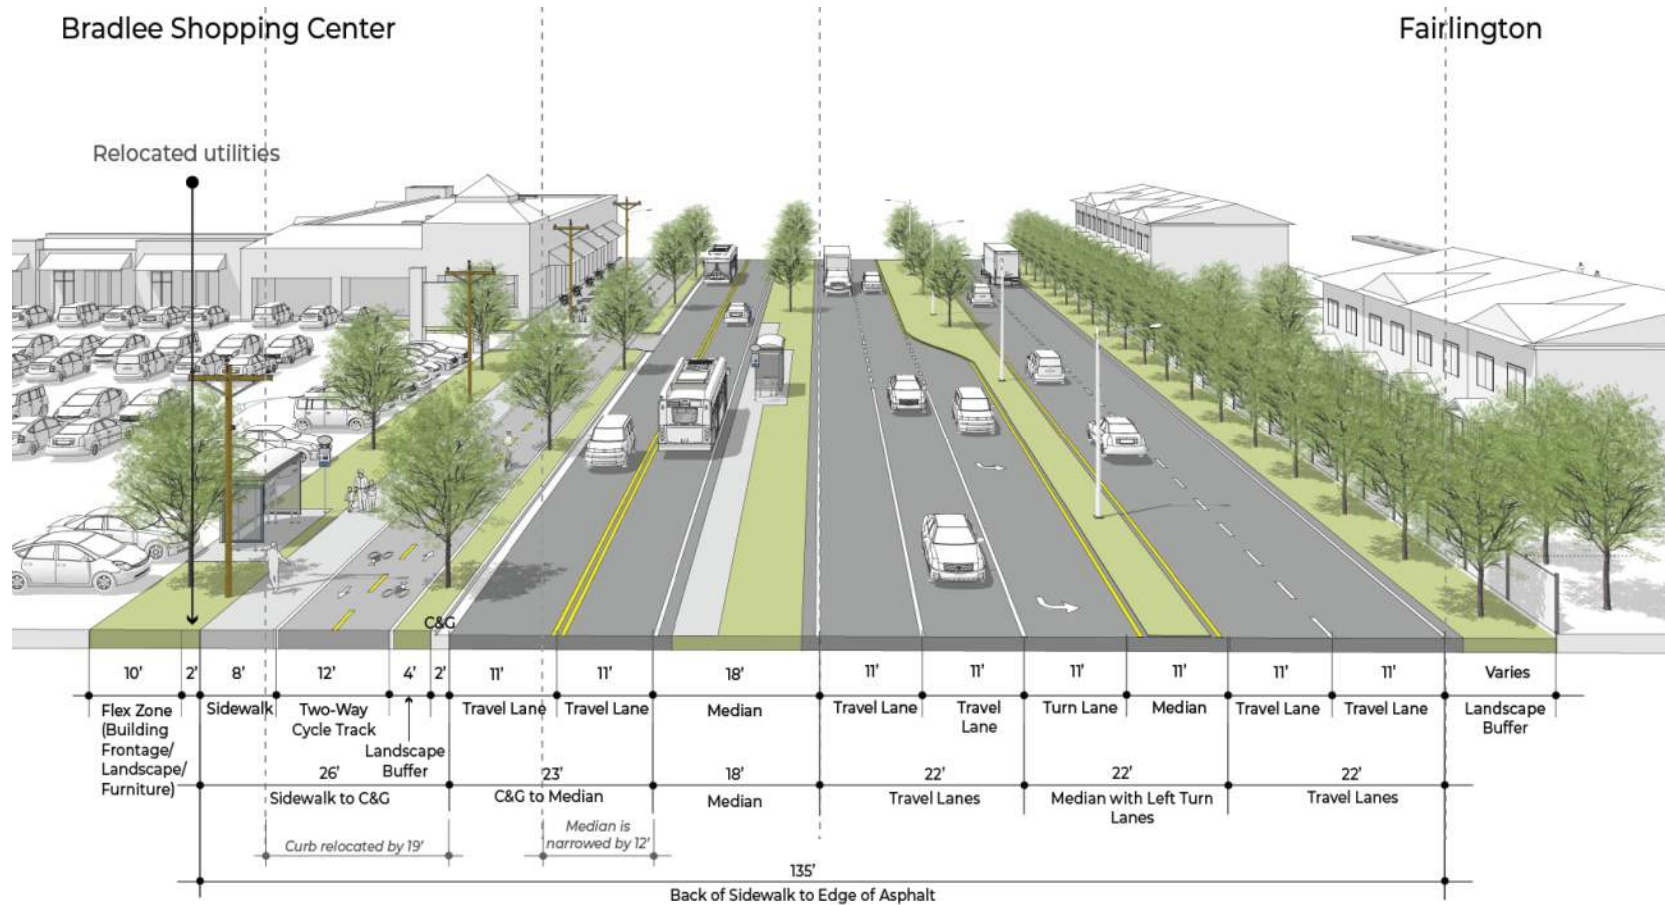 Bradlee Shopping Center
Fairlington
Relocated utilities
C&G
10'
2'
8'
12'
4'
2'
11'
11'
18'
11'
11'
11'
11'
11'
11'
Varies
Flex Zone
(Building
Frontage/
Landscape/
Furniture)
Sidewalk
Two-Way
Cycle Track
Landscape
Buffer
Travel Lane
Travel Lane
Median
Travel Lane
Travel
Lane
Turn Lane
Median
Travel Lane
Travel Lane
Landscape
Buffer
26'
Sidewalk to C&G
23'
C&G to Median
18'
Median
22'
Travel Lanes
22'
Median with Left Turn
Lanes
22'
Travel Lanes
Curb relocated by 19'
Median is
narrowed by 12'
135'
Back of Sidewalk to Edge of Asphalt